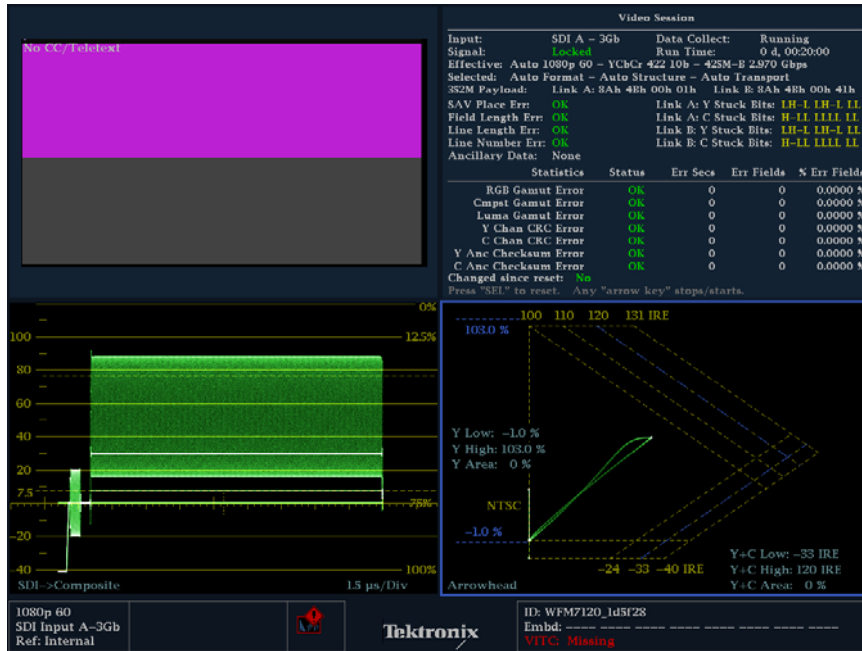 No CC/Teletext
Video Session
Input: SDI A – 3Gb Data Collect: Running
Signal: Locked Run Time: 0 d, 00:20:00
Effective: Auto 1080p 60 – YCbCr 422 10b – 425M–B 2.970 Gbps
Selected: Auto Format – Auto Structure – Auto Transport
352M Payload: Link A: 8Ah 4Bh 00h 01h Link B: 8Ah 4Bh 00h 41h
SAV Place Err: OK Link A: Y Stuck Bits: LH–L LH–L LL
Field Length Err: OK Link A: C Stuck Bits: H–LL LLLL LL
Line Length Err: OK Link B: Y Stuck Bits: LH–L LH–L LL
Line Number Err: OK Link B: C Stuck Bits: H–LL LLLL LL
Ancillary Data: None
Statistics Status Err Secs Err Fields % Err Fields
RGB Gamut Error OK 0 0 0.0000 %
Cmpst Gamut Error OK 0 0 0.0000 %
Luma Gamut Error OK 0 0 0.0000 %
Y Chan CRC Error OK 0 0 0.0000 %
C Chan CRC Error OK 0 0 0.0000 %
Y Anc Checksum Error OK 0 0 0.0000 %
C Anc Checksum Error OK 0 0 0.0000 %
Changed since reset: No
Press "SEL" to reset. Any "arrow key" stops/starts.
0%
100 12.5%
80
60
40
20
7.5
0 75%
–20
–40 100%
SDI–>Composite 1.5 µs/Div
100 110 120 131 IRE
103.0 %
Y Low: –1.0 %
Y High: 103.0 %
Y Area: 0 %
NTSC
–1.0 %
–24 –33 –40 IRE
Y+C Low: –33 IRE
Y+C High: 120 IRE
Y+C Area: 0 %
Arrowhead
1080p 60
SDI Input A–3Gb
Ref: Internal
Tektronix
ID: WFM7120_1d5f28
Embd: –––– –––– –––– –––– –––– –––– –––– ––––
VITC: Missing